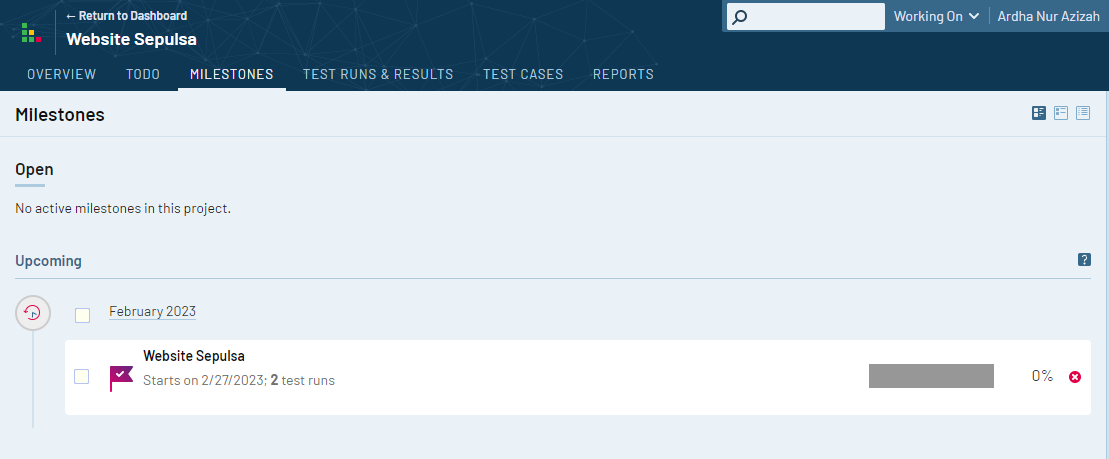 ← Return to Dashboard
Website Sepulsa
Working On
Ardha Nur Azizah
OVERVIEW TODO MILESTONES TEST RUNS & RESULTS TEST CASES REPORTS
Milestones
Open
No active milestones in this project.
Upcoming
?
February 2023
Website Sepulsa
Starts on 2/27/2023; 2 test runs
0%